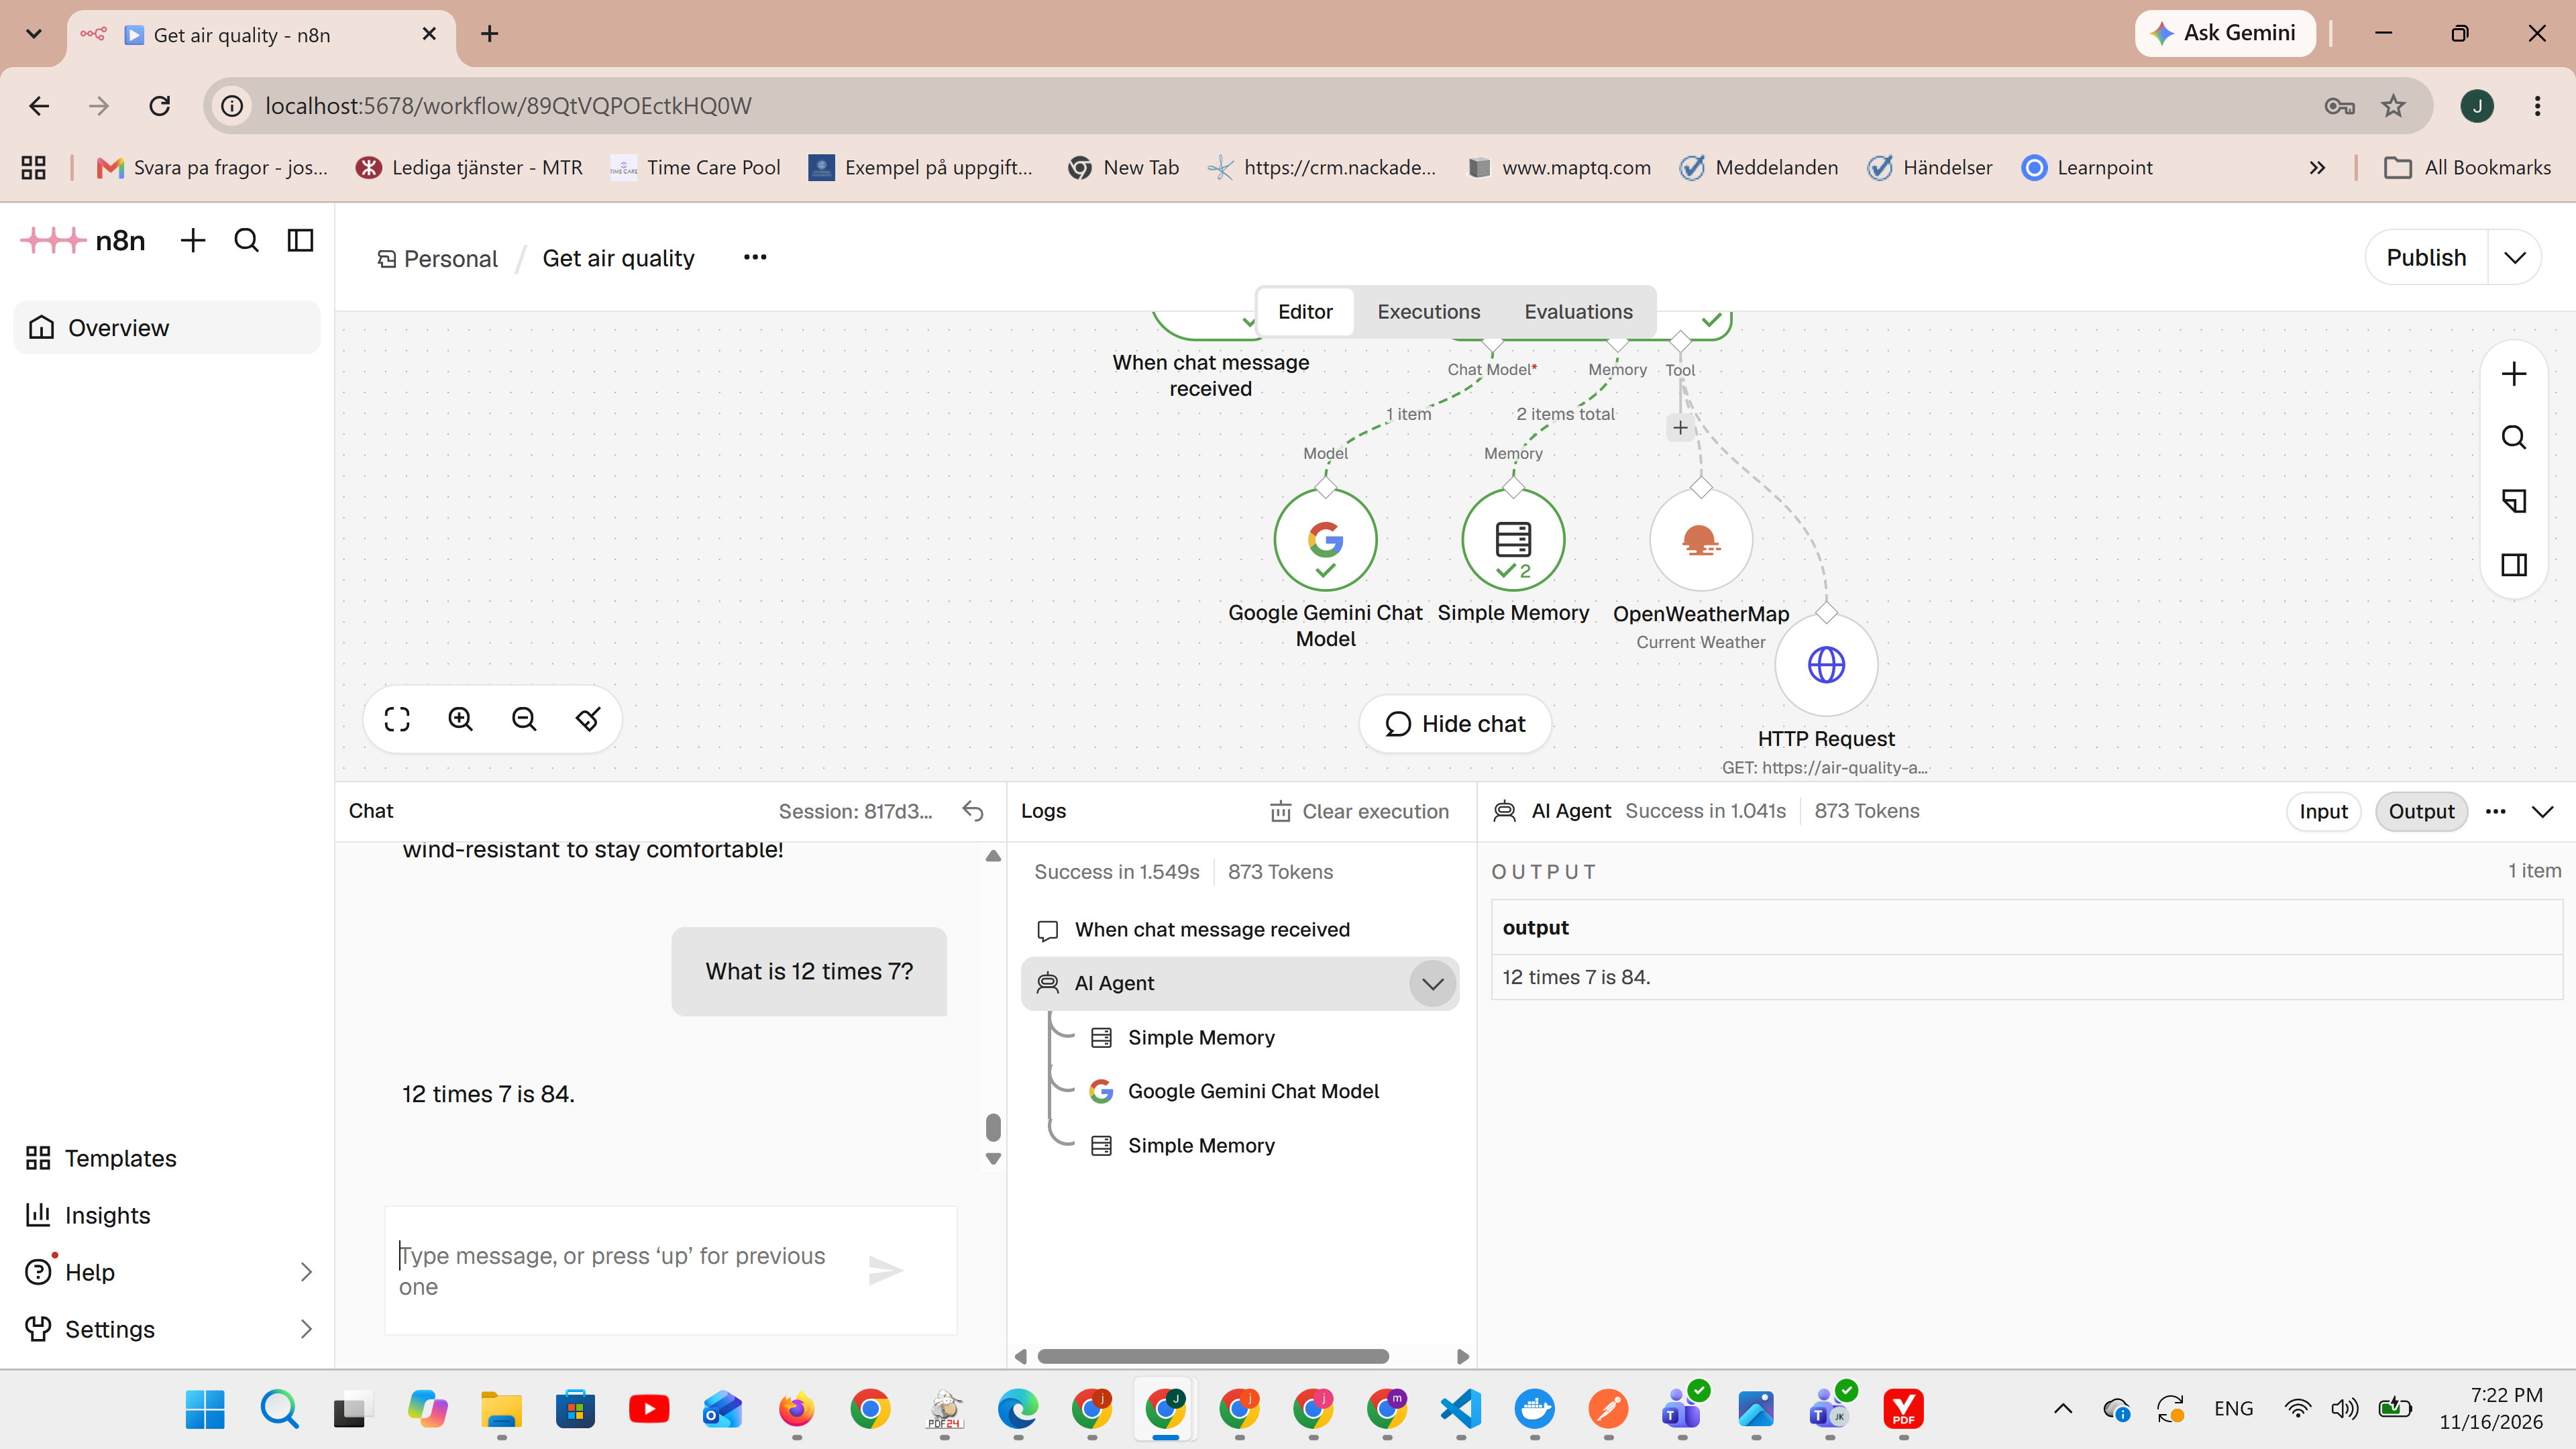 Get air quality - n8n
Ask Gemini
localhost:5678/workflow/89QtVQPOEctkHQ0W
J
Svara pa fragor - jos...
Lediga tjänster - MTR
TIME CARE
Time Care Pool
Exempel på uppgift...
New Tab
https://crm.nackade...
www.maptq.com
Meddelanden
Händelser
Learnpoint
All Bookmarks
n8n
Personal / Get air quality
Publish
Overview
Editor
Executions
Evaluations
When chat message
received
Chat Model*
Memory
Tool
1 item
2 items total
Model
Memory
2
Google Gemini Chat
Model
Simple Memory
OpenWeatherMap
Current Weather
HTTP Request
GET: https://air-quality-a...
Hide chat
Chat
Session: 817d3...
wind-resistant to stay comfortable!
What is 12 times 7?
12 times 7 is 84.
Type message, or press ‘up’ for previous
one
Logs
Clear execution
Success in 1.549s
873 Tokens
When chat message received
AI Agent
Simple Memory
Google Gemini Chat Model
Simple Memory
AI Agent
Success in 1.041s
873 Tokens
Input
Output
OUTPUT
1 item
output
12 times 7 is 84.
Templates
Insights
Help
Settings
PDF24
j
J
j
j
m
T
T
JK
PDF
ENG
7:22 PM
11/16/2026